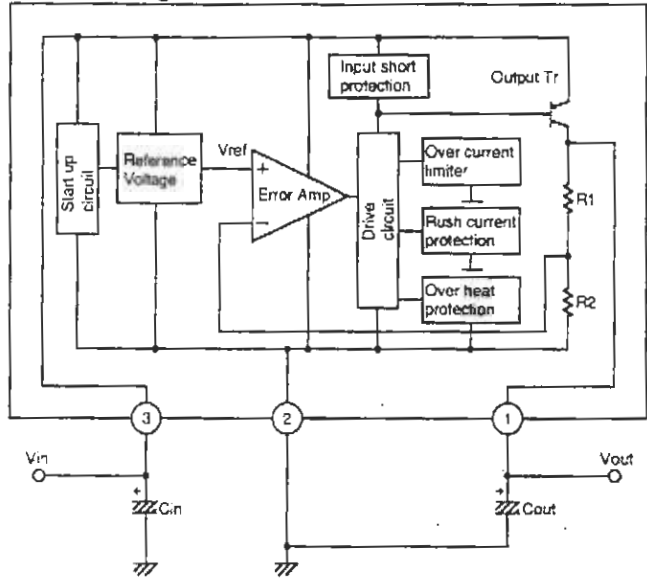 Input short
protection
Output Tr
Start up
circuit
Reference
Voltage
Vref
+
Error Amp
−
Drive
circuit
Over current
limiter
Rush current
protection
Over heat
protection
R1
R2
3
2
1
Vin
Vout
+
Cin
+
Cout